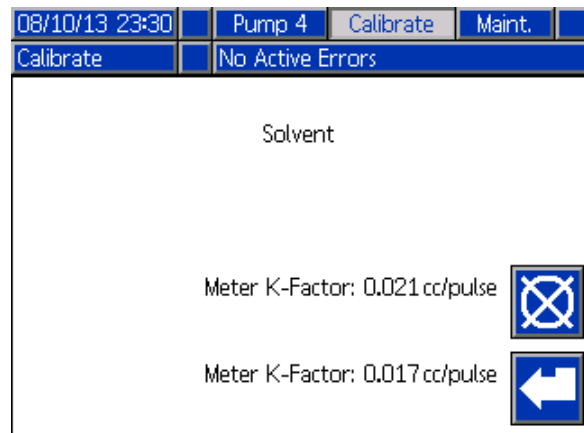 08/10/13 23:30 Pump 4 Calibrate Maint.
Calibrate No Active Errors
Solvent
Meter K-Factor: 0.021 cc/pulse
Meter K-Factor: 0.017 cc/pulse